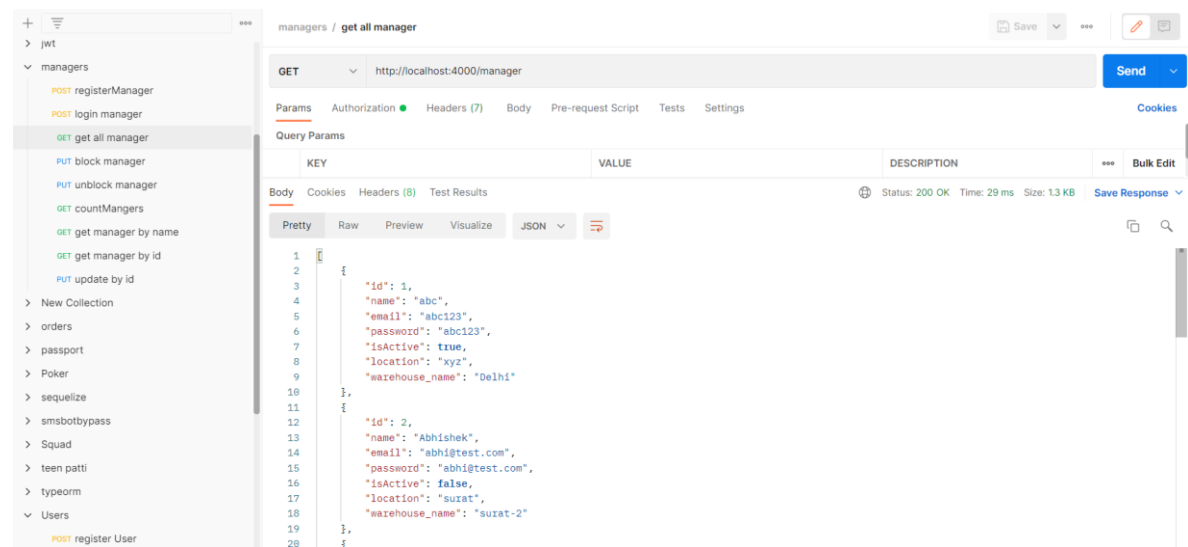 jwt
managers
POST registerManager
POST login manager
GET get all manager
PUT block manager
PUT unblock manager
GET countMangers
GET get manager by name
GET get manager by id
PUT update by id
New Collection
orders
passport
Poker
sequelize
smsbotbypass
Squad
teen patti
typeorm
Users
POST register User
managers / get all manager
Save
GET http://localhost:4000/manager Send
Params Authorization Headers (7) Body Pre-request Script Tests Settings Cookies
Query Params
KEY VALUE DESCRIPTION Bulk Edit
Body Cookies Headers (8) Test Results Status: 200 OK Time: 29 ms Size: 1.3 KB Save Response
Pretty Raw Preview Visualize JSON
1 [
2 {
3 "id": 1,
4 "name": "abc",
5 "email": "abc123",
6 "password": "abc123",
7 "isActive": true,
8 "location": "xyz",
9 "warehouse_name": "Delhi"
10 },
11 {
12 "id": 2,
13 "name": "Abhishek",
14 "email": "abhi@test.com",
15 "password": "abhi@test.com",
16 "isActive": false,
17 "location": "surat",
18 "warehouse_name": "surat-2"
19 },
20 {